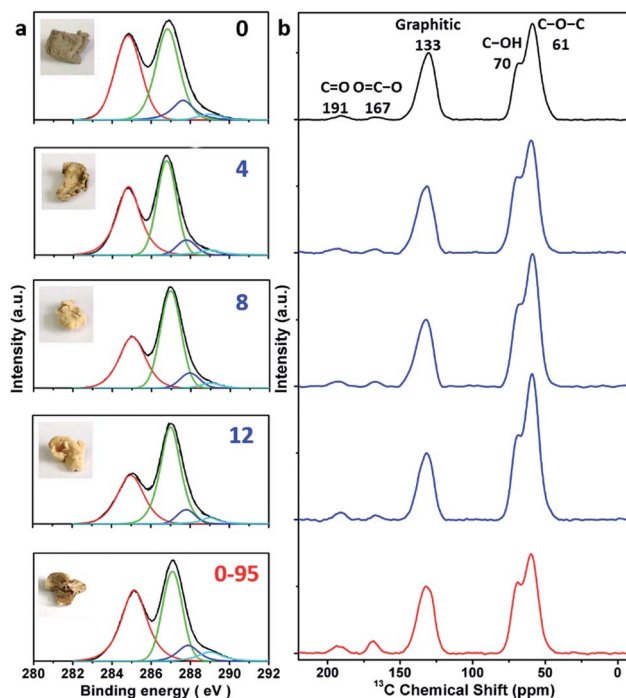 a
0
4
8
12
0-95
Intensity (a.u.)
280 282 284 286 288 290 292
Binding energy ( eV )
b
Graphitic
133
C–O–C
61
C–OH
70
C=O O=C–O
191 167
Intensity (a.u.)
200 150 100 50 0
¹³C Chemical Shift (ppm)